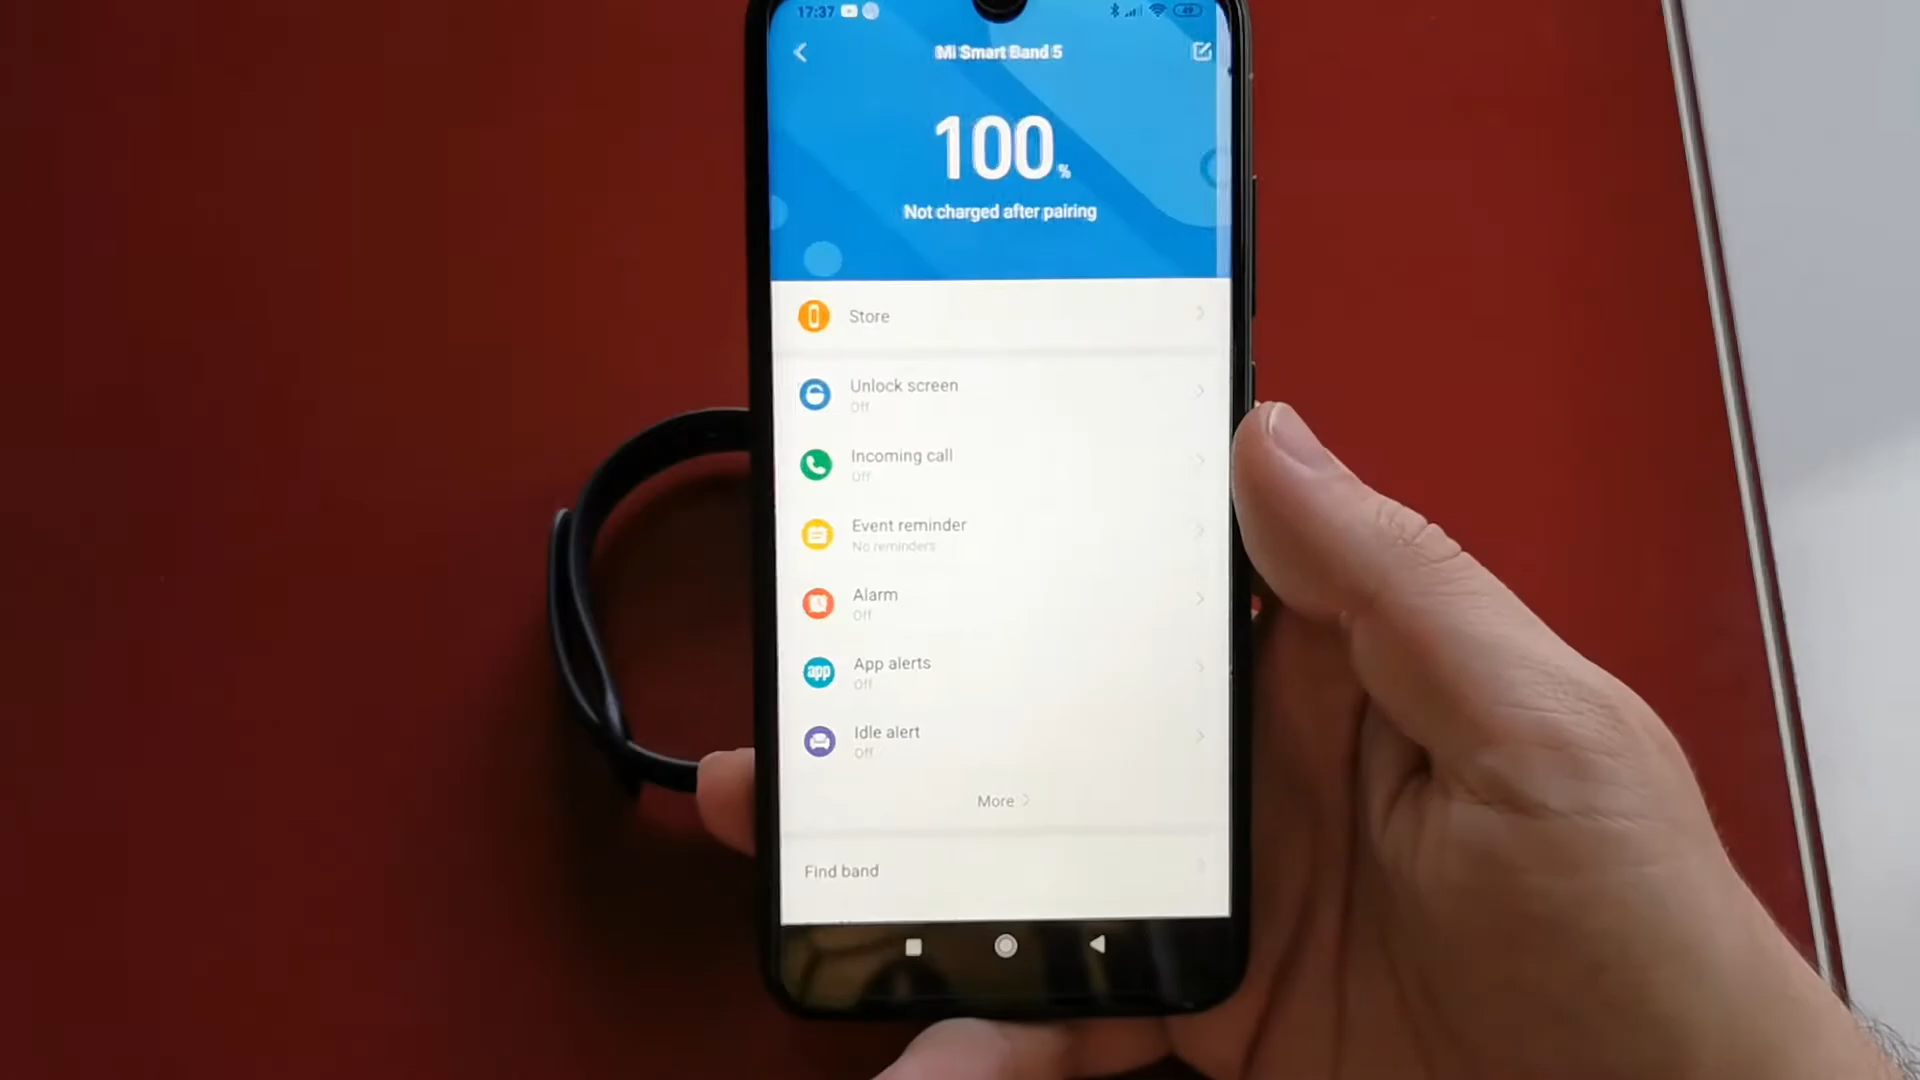 17:37
49
Mi Smart Band 5
100%
Not charged after pairing
Store
Unlock screen
Off
Incoming call
Off
Event reminder
No reminders
Alarm
Off
app
App alerts
Off
Idle alert
Off
More
Find band